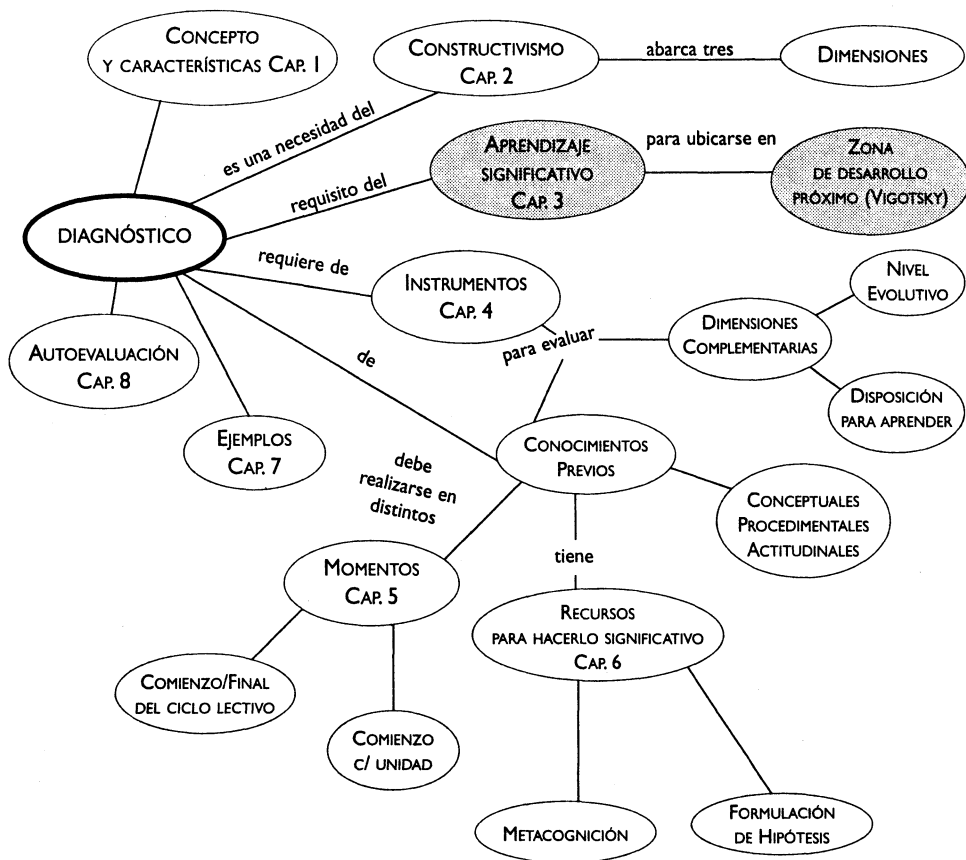 CONCEPTO
Y CARACTERÍSTICAS CAP. 1
CONSTRUCTIVISMO
CAP. 2
abarca tres
DIMENSIONES
es una necesidad del
APRENDIZAJE
SIGNIFICATIVO
CAP. 3
para ubicarse en
ZONA
DE DESARROLLO
PRÓXIMO (VIGOTSKY)
requisito del
DIAGNÓSTICO
requiere de
INSTRUMENTOS
CAP. 4
para evaluar
DIMENSIONES
COMPLEMENTARIAS
NIVEL
EVOLUTIVO
DISPOSICIÓN
PARA APRENDER
AUTOEVALUACIÓN
CAP. 8
de
EJEMPLOS
CAP. 7
CONOCIMIENTOS
PREVIOS
debe
realizarse en
distintos
CONCEPTUALES
PROCEDIMENTALES
ACTITUDINALES
MOMENTOS
CAP. 5
tiene
RECURSOS
PARA HACERLO SIGNIFICATIVO
CAP. 6
COMIENZO/FINAL
DEL CICLO LECTIVO
COMIENZO
C/ UNIDAD
METACOGNICIÓN
FORMULACIÓN
DE HIPÓTESIS